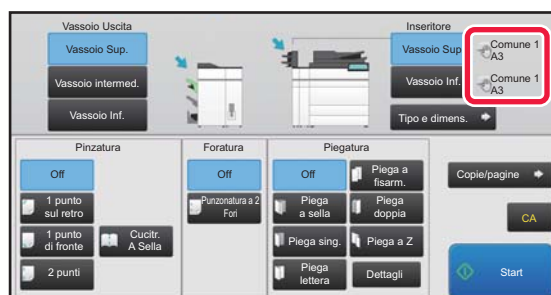 Vassoio Uscita
Inseritore
Vassoio Sup.
Vassoio Sup
Comune 1
A3
Vassoio intermed.
Vassoio Inf.
Comune 1
A3
Vassoio Inf.
Tipo e dimens.
Pinzatura
Foratura
Piegatura
Off
Off
Off
Piega a
fisarm.
Copie/pagine
1 punto
sul retro
Punzonatura a 2
Fori
Piega
a sella
Piega
doppia
CA
1 punto
di fronte
Cucitr.
A Sella
Piega sing.
Piega a Z
2 punti
Piega
lettera
Dettagli
Start